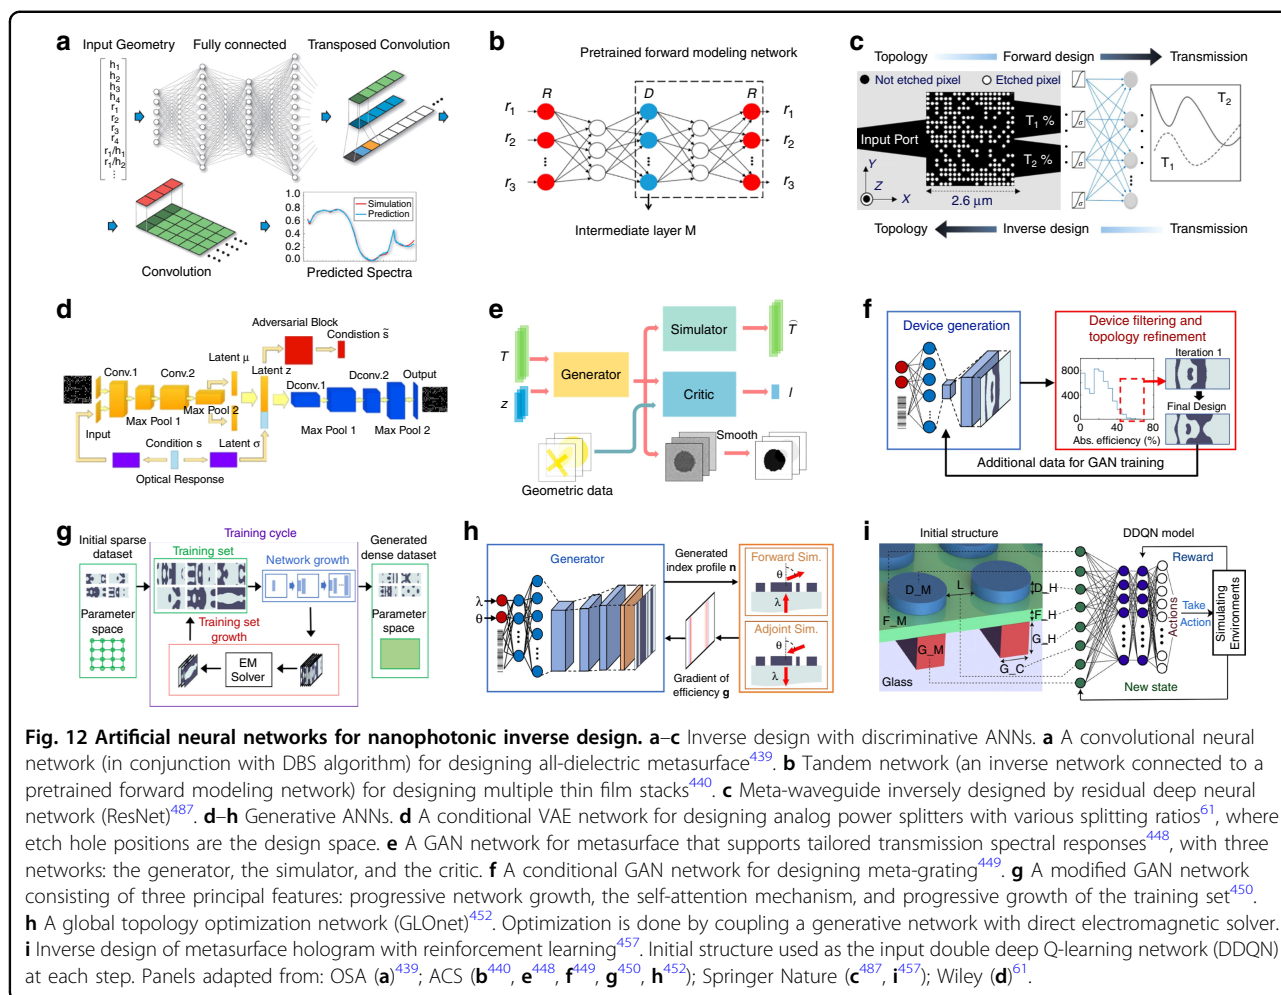 a
Input Geometry
Fully connected
Transposed Convolution
h1
h2
h3
h4
r1
r2
r3
r4
r1/h1
r1/h2
⋮
Convolution
1.0
0.8
0.6
0.4
0.2
0.0
Simulation
Prediction
Predicted Spectra
b
Pretrained forward modeling network
R
D
R
r1
r2
r3
r1
r2
r3
Intermediate layer M
c
Topology
Forward design
Transmission
Not etched pixel
Etched pixel
Input Port
T1 %
T2 %
Y
Z
X
2.6 μm
σ
σ
σ
T2
T1
Topology
Inverse design
Transmission
d
Adversarial Block
Condistion s̃
Latent μ
Conv.1
Conv.2
Latent z
Dconv.1
Dconv.2
Output
Max Pool 2
Max Pool 1
Input
Max Pool 1
Max Pool 2
Condition s
Latent σ
Optical Response
e
T
z
Generator
Simulator
T̂
Critic
l
Smooth
Geometric data
f
Device generation
Device filtering and
topology refinement
Iteration 1
800
400
0
0
40
80
Abs. efficiency (%)
Final Design
Additional data for GAN training
g
Initial sparse
dataset
Training cycle
Generated
dense dataset
Training set
Network growth
Parameter
space
Training set
growth
Parameter
space
EM
Solver
h
Generator
λ
θ
Generated
index profile n
Forward Sim.
θ
λ
Adjoint Sim.
θ
λ
Gradient of
efficiency g
i
Initial structure
DDQN model
D_M
L
D_H
F_M
F_H
G_H
G_M
G_C
Glass
Reward
Actions
Take
Action
Simulating
Environments
New state
Fig. 12 Artificial neural networks for nanophotonic inverse design. a–c Inverse design with discriminative ANNs. a A convolutional neural
network (in conjunction with DBS algorithm) for designing all-dielectric metasurface439. b Tandem network (an inverse network connected to a
pretrained forward modeling network) for designing multiple thin film stacks440. c Meta-waveguide inversely designed by residual deep neural
network (ResNet)487. d–h Generative ANNs. d A conditional VAE network for designing analog power splitters with various splitting ratios61, where
etch hole positions are the design space. e A GAN network for metasurface that supports tailored transmission spectral responses448, with three
networks: the generator, the simulator, and the critic. f A conditional GAN network for designing meta-grating449. g A modified GAN network
consisting of three principal features: progressive network growth, the self-attention mechanism, and progressive growth of the training set450.
h A global topology optimization network (GLOnet)452. Optimization is done by coupling a generative network with direct electromagnetic solver.
i Inverse design of metasurface hologram with reinforcement learning457. Initial structure used as the input double deep Q-learning network (DDQN)
at each step. Panels adapted from: OSA (a)439; ACS (b440, e448, f449, g450, h452); Springer Nature (c487, i457); Wiley (d)61.